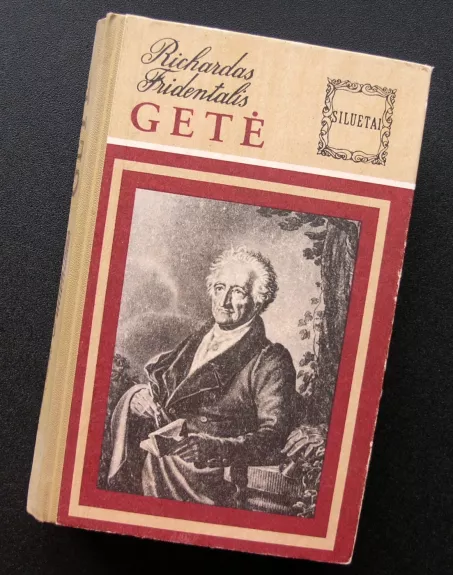 Richardas
Fridentalis
GETĖ
SILUETAI